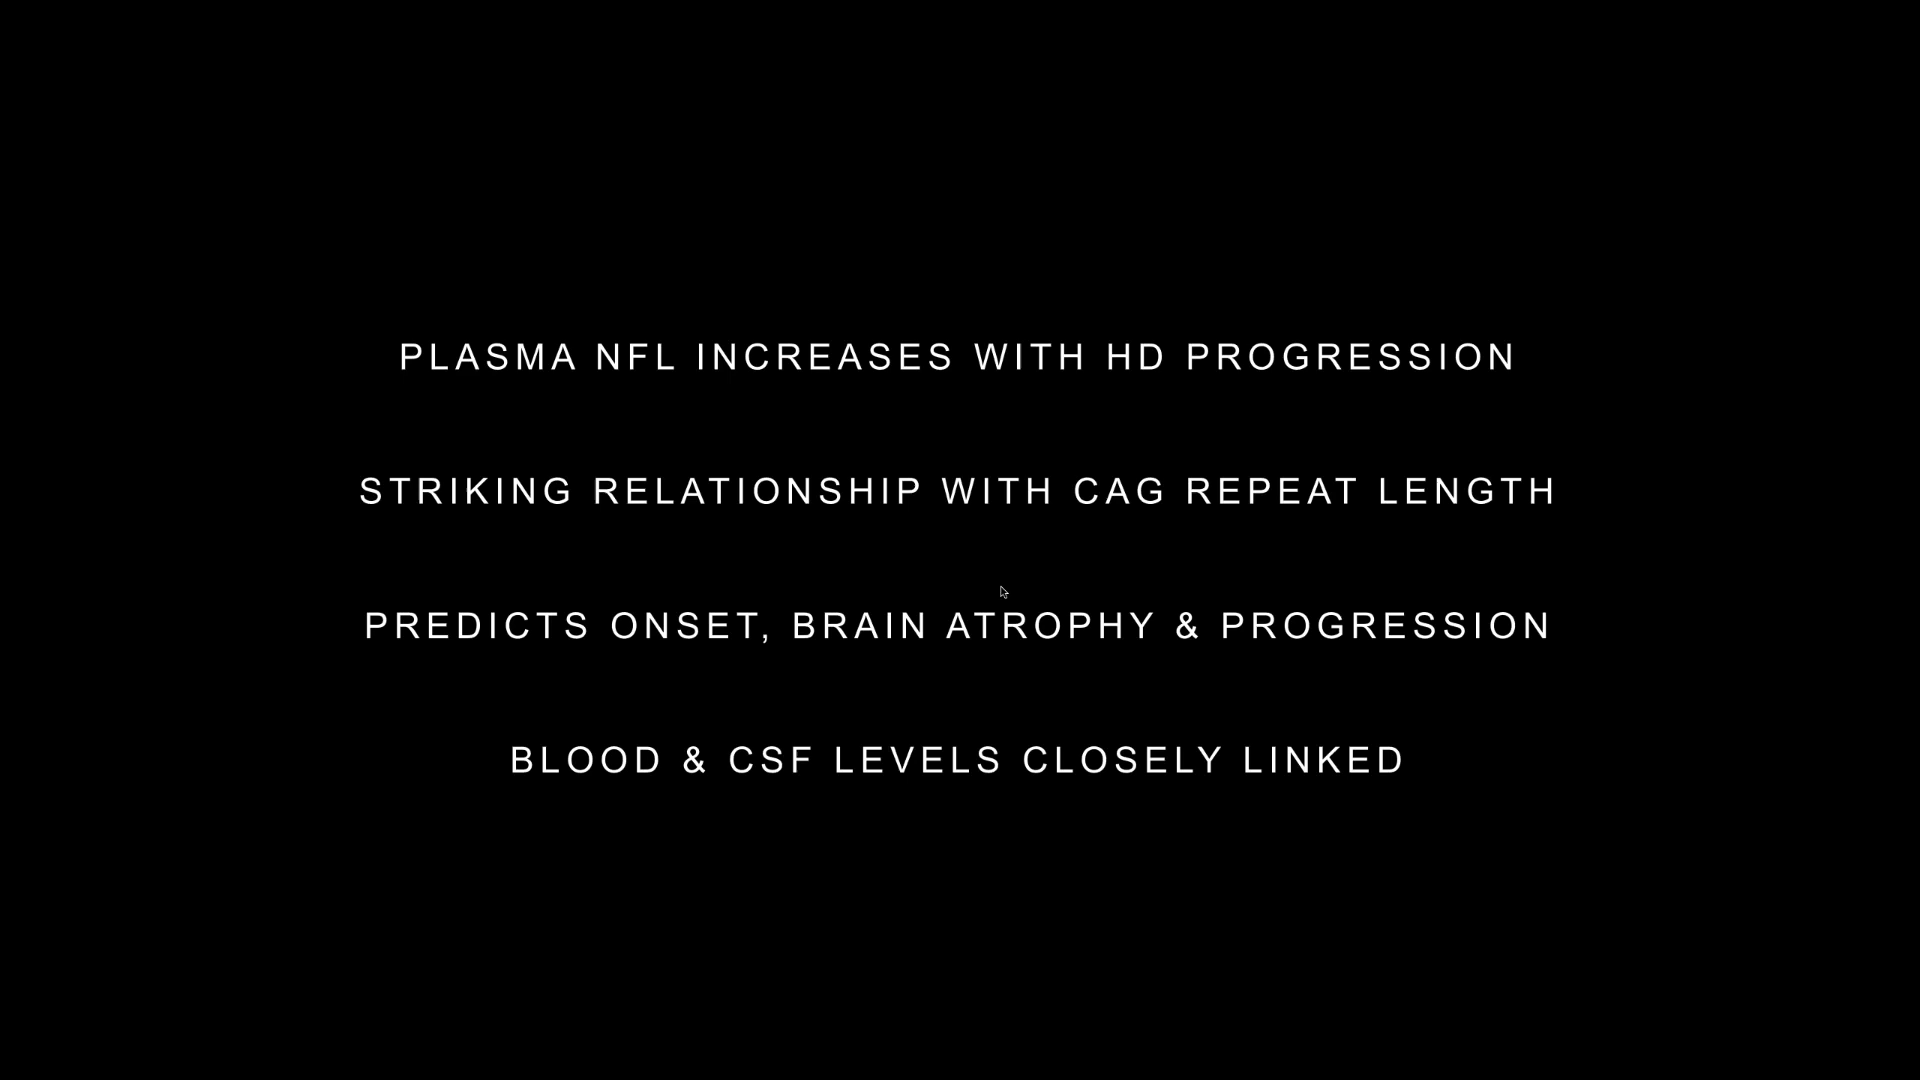 PLASMA NFL INCREASES WITH HD PROGRESSION
STRIKING RELATIONSHIP WITH CAG REPEAT LENGTH
PREDICTS ONSET, BRAIN ATROPHY & PROGRESSION
BLOOD & CSF LEVELS CLOSELY LINKED